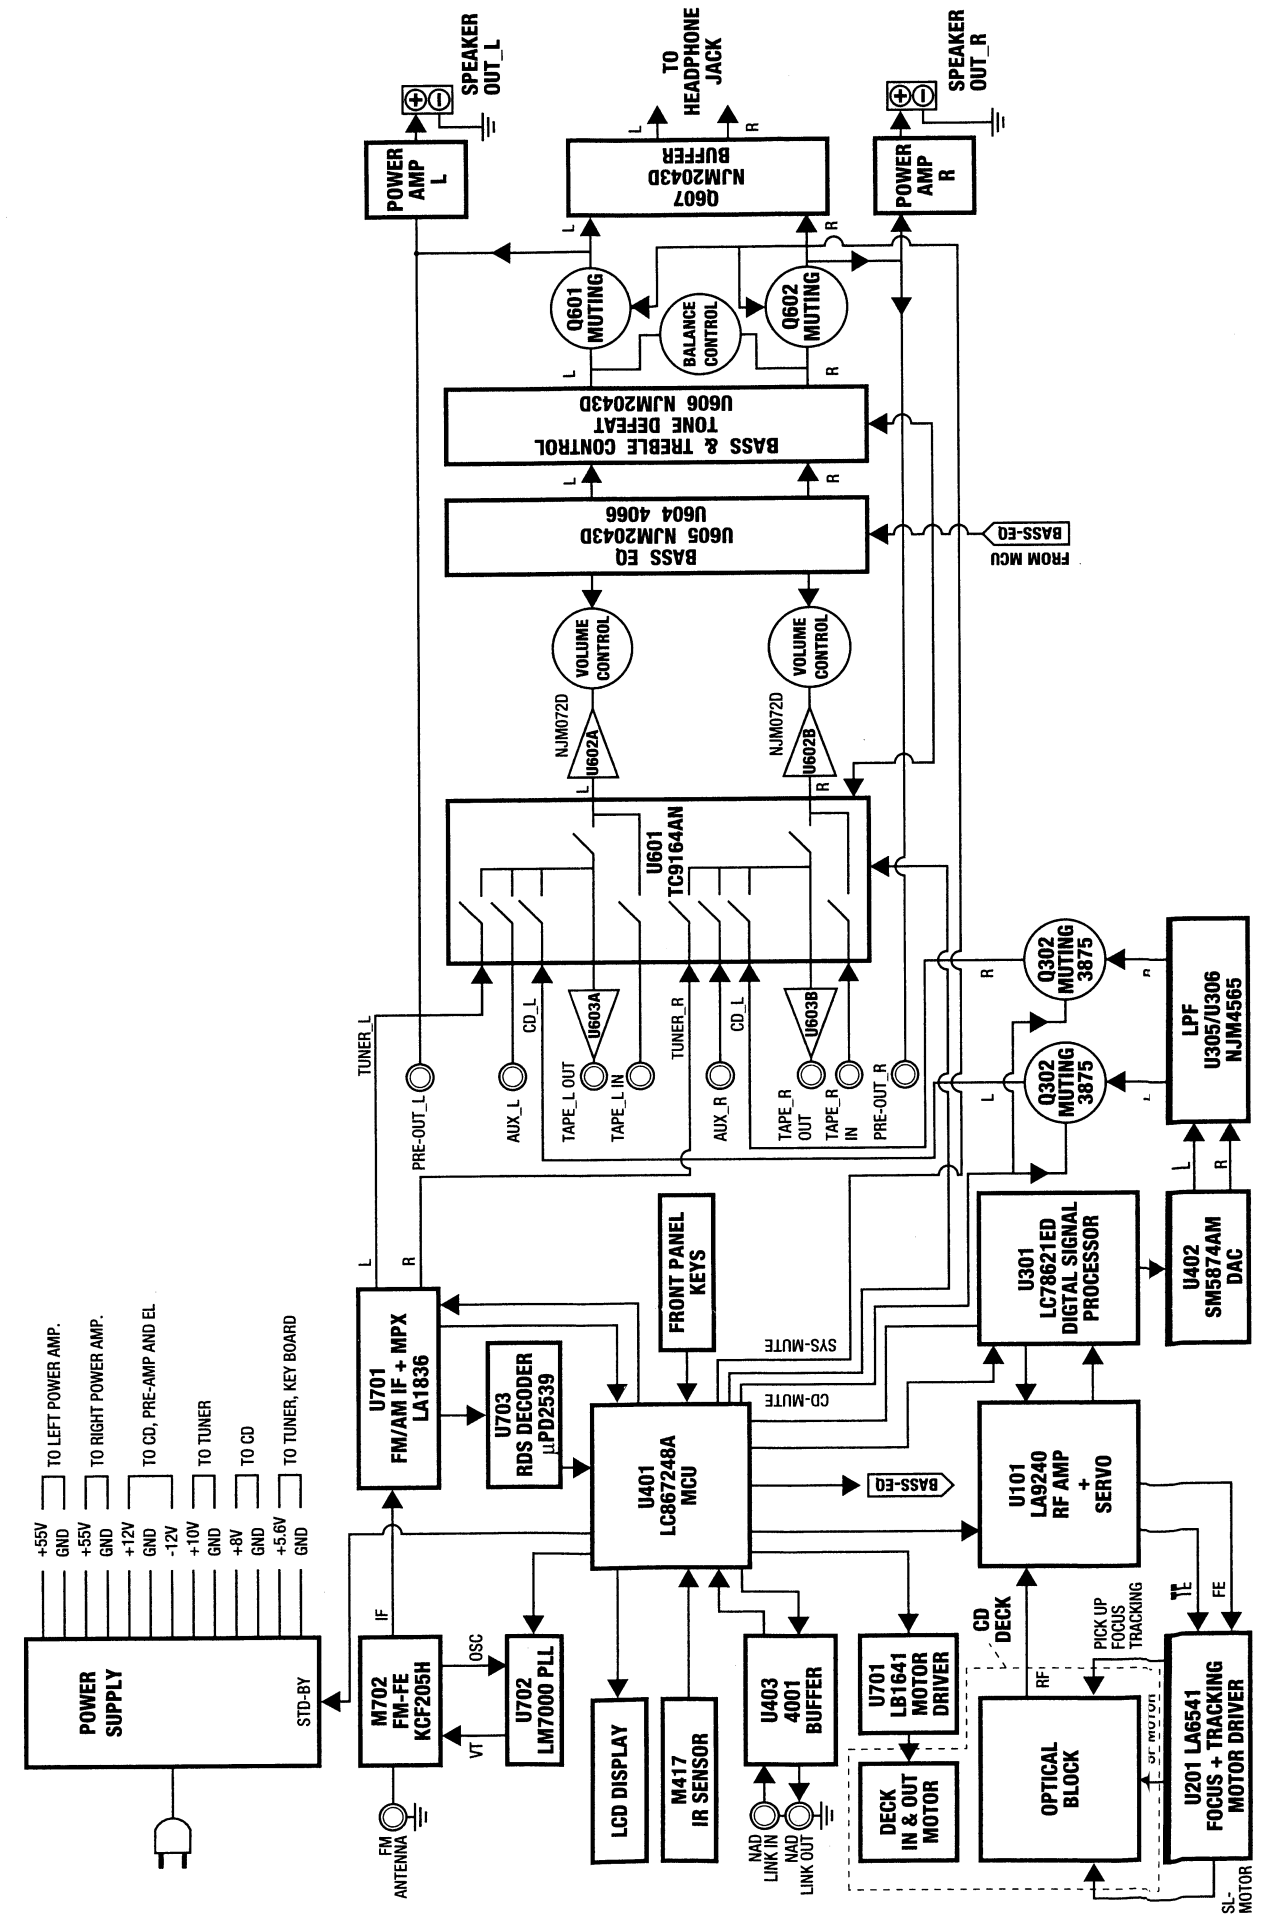 +55V
GND
TO LEFT POWER AMP.
+55V
GND
TO RIGHT POWER AMP.
+12V
GND
-12V
TO CD, PRE-AMP AND EL
+10V
GND
TO TUNER
+8V
GND
TO CD
+5.6V
GND
TO TUNER, KEY BOARD
POWER
SUPPLY
STD-BY
FM
ANTENNA
M702
FM-FE
KCF205H
IF
VT
OSC
U702
LM7000 PLL
U701
FM/AM IF + MPX
LA1836
L
R
U703
RDS DECODER
µPD2539
FRONT PANEL
KEYS
LCD DISPLAY
M417
IR SENSOR
NAD
LINK IN
NAD
LINK OUT
U403
4001
BUFFER
U401
LC867248A
MCU
SYS-MUTE
CD-MUTE
BASS-EQ
U701
LB1641
MOTOR
DRIVER
DECK
IN & OUT
MOTOR
CD
DECK
OPTICAL
BLOCK
RF
PICK UP
FOCUS
TRACKING
SL-
MOTOR
U201 LA6541
FOCUS + TRACKING
MOTOR DRIVER
TE
FE
U101
LA9240
RF AMP
+
SERVO
U301
LC78621ED
DIGTAL SIGNAL
PROCESSOR
U402
SM5874AM
DAC
L
R
LPF
U305/U306
NJM4565
Q302
MUTING
3875
L
Q302
MUTING
3875
R
TUNER_L
PRE-OUT_L
AUX_L
CD_L
TAPE_L OUT
U603A
TAPE_L IN
TUNER_R
AUX_R
CD_L
TAPE_R
OUT
U603B
TAPE_R
IN
PRE-OUT_R
U601
TC9164AN
L
U602A
NJM072D
R
U602B
NJM072D
VOLUME
CONTROL
VOLUME
CONTROL
BASS EQ
U605 NJM2043D
U604 4066
FROM MCU
BASS-EQ
L
R
BASS & TREBLE CONTROL
TONE DEFEAT
U606 NJM2043D
L
R
BALANCE
CONTROL
Q601
MUTING
Q602
MUTING
L
R
Q607
NJM2043D
BUFFER
L
R
TO
HEADPHONE
JACK
POWER
AMP
L
+
−
SPEAKER
OUT_L
POWER
AMP
R
+
−
SPEAKER
OUT_R